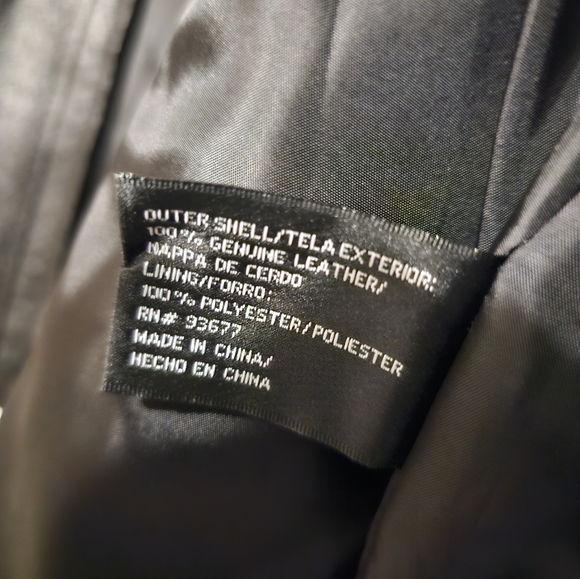 OUTER SHELL/TELA EXTERIOR:
100% GENUINE LEATHER/
NAPPA DE CERDO
LINING/FORRO:
100% POLYESTER/POLIESTER
RN# 93677
MADE IN CHINA/
HECHO EN CHINA